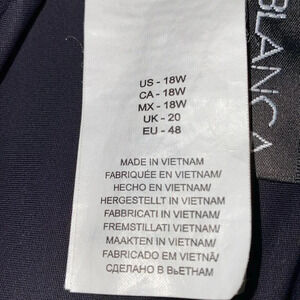 US - 18W
CA - 18W
MX - 18W
UK - 20
EU - 48
MADE IN VIETNAM
FABRIQUÉE EN VIETNAM/
HECHO EN VIETNAM/
HERGESTELLT IN VIETNAM/
FABBRICATI IN VIETNAM/
FREMSTILLATI VIETNAM/
MAAKTEN IN VIETNAM/
FABRICADO EM VIETNÃ/
СДЕЛАНО В ВьЕТНАМ
BLANCA